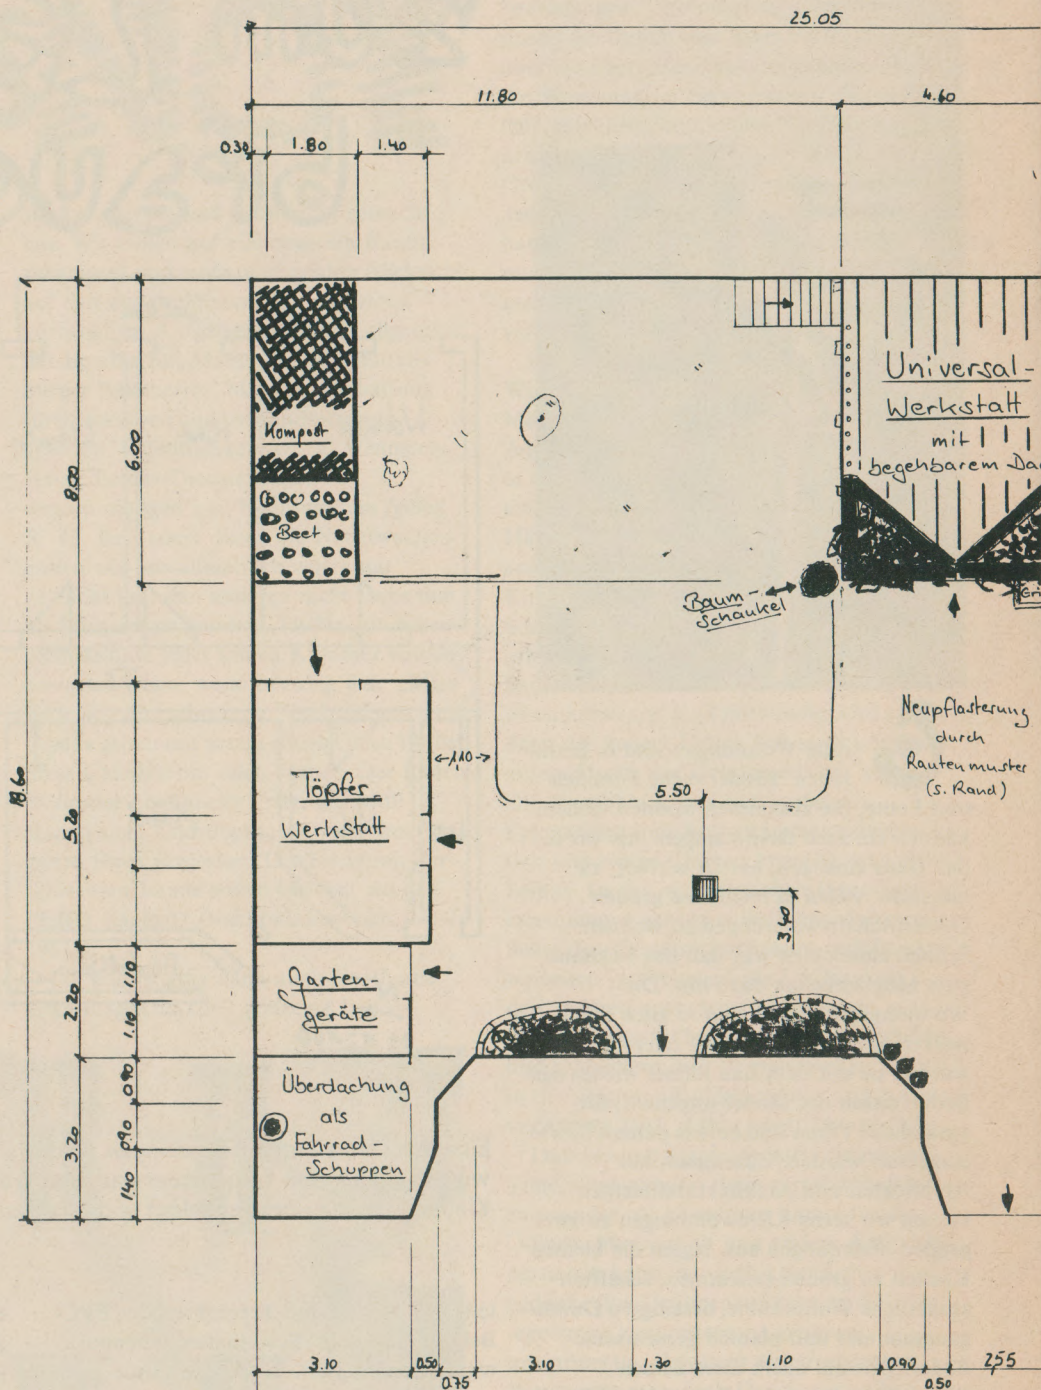 25.05
11.80
4.60
0.30
1.80
1.40
8.00
6.00
18.60
5.20
2.20
3.20
1.10
1.10
0.90
0.90
1.40
Kompost
Beet
Universal-
Werkstatt
mit
begehbarem Da
Baum-
schaukel
Neupflasterung
durch
Rautenmuster
(s. Rand)
Töpfer-
Werkstatt
1,10
5.50
3.40
Garten-
geräte
Überdachung
als
Fahrrad-
Schuppen
3.10
0.50
0.75
3.10
1.30
1.10
0.90
0.50
255